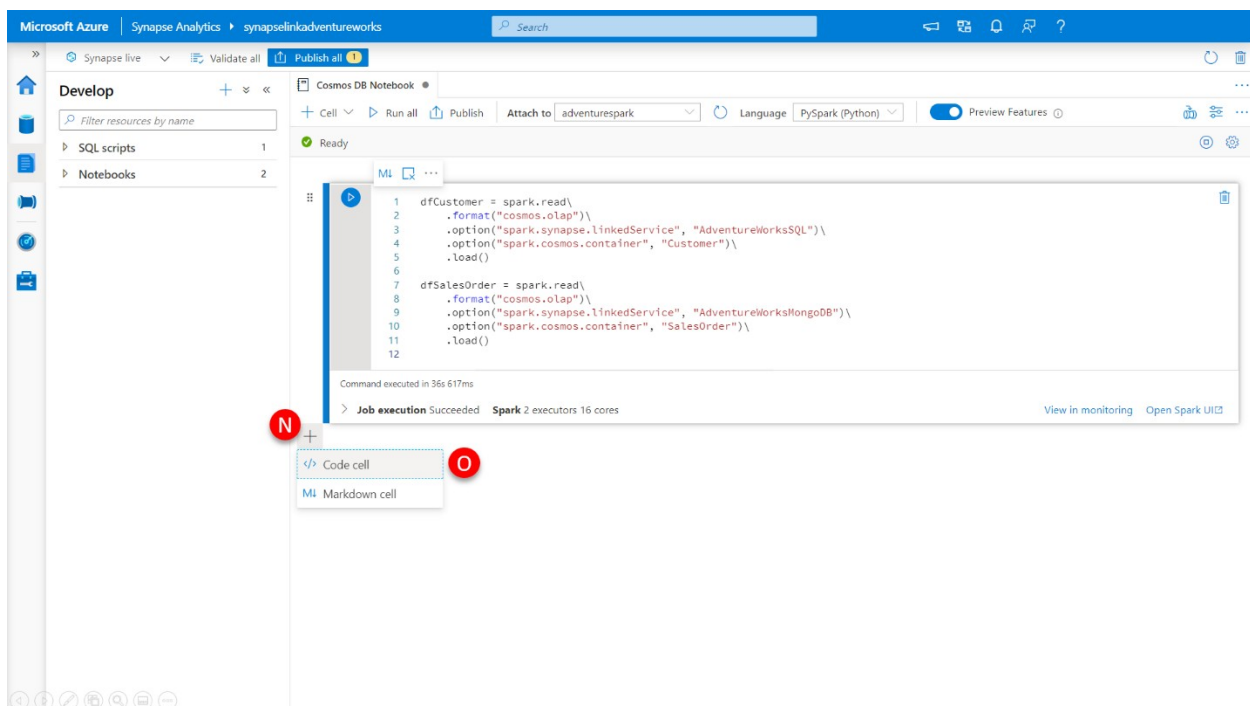 Microsoft Azure Synapse Analytics synapselinkadventureworks Search ?
» Synapse live Validate all Publish all 1
Develop + «
Filter resources by name
SQL scripts 1
Notebooks 2
Cosmos DB Notebook ● ...
+ Cell Run all Publish Attach to adventurespark Language PySpark (Python) Preview Features ...
Ready
M↓ ...
1 dfCustomer = spark.read\
2 .format("cosmos.olap")\
3 .option("spark.synapse.linkedService", "AdventureWorksSQL")\
4 .option("spark.cosmos.container", "Customer")\
5 .load()
6
7 dfSalesOrder = spark.read\
8 .format("cosmos.olap")\
9 .option("spark.synapse.linkedService", "AdventureWorksMongoDB")\
10 .option("spark.cosmos.container", "SalesOrder")\
11 .load()
12
Command executed in 36s 617ms
> Job execution Succeeded Spark 2 executors 16 cores View in monitoring Open Spark UI
N
+
</> Code cell O
M↓ Markdown cell